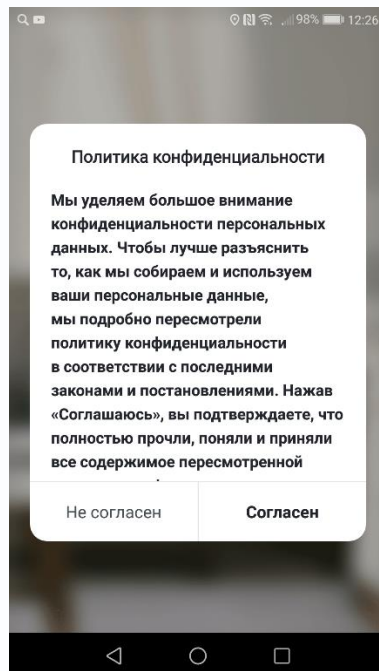 98% 12:26
Политика конфиденциальности
Мы уделяем большое внимание
конфиденциальности персональных
данных. Чтобы лучше разъяснить
то, как мы собираем и используем
ваши персональные данные,
мы подробно пересмотрели
политику конфиденциальности
в соответствии с последними
законами и постановлениями. Нажав
«Соглашаюсь», вы подтверждаете, что
полностью прочли, поняли и приняли
все содержимое пересмотренной
Не согласен
Согласен